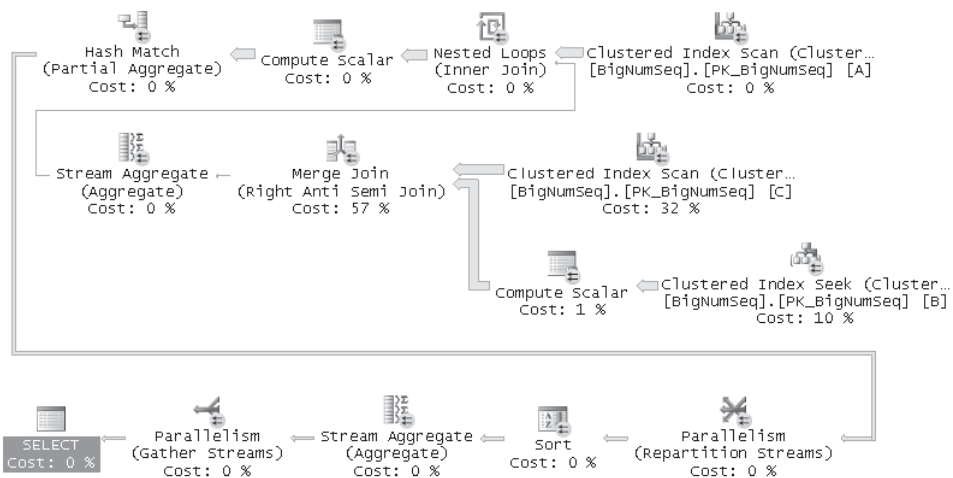 Hash Match
(Partial Aggregate)
Cost: 0 %
Compute Scalar
Cost: 0 %
Nested Loops
(Inner Join)
Cost: 0 %
Clustered Index Scan (Cluster...
[BigNumSeq].[PK_BigNumSeq] [A]
Cost: 0 %
Stream Aggregate
(Aggregate)
Cost: 0 %
Merge Join
(Right Anti Semi Join)
Cost: 57 %
Clustered Index Scan (Cluster...
[BigNumSeq].[PK_BigNumSeq] [C]
Cost: 32 %
Compute Scalar
Cost: 1 %
Clustered Index Seek (Cluster...
[BigNumSeq].[PK_BigNumSeq] [B]
Cost: 10 %
SELECT
Cost: 0 %
Parallelism
(Gather Streams)
Cost: 0 %
Stream Aggregate
(Aggregate)
Cost: 0 %
Sort
Cost: 0 %
Parallelism
(Repartition Streams)
Cost: 0 %